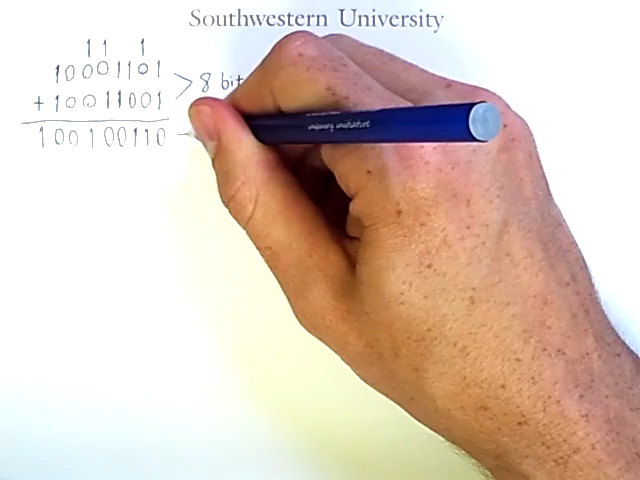 Southwestern University
1 1 1
10001101
> 8 bit
+ 10011001
100100110